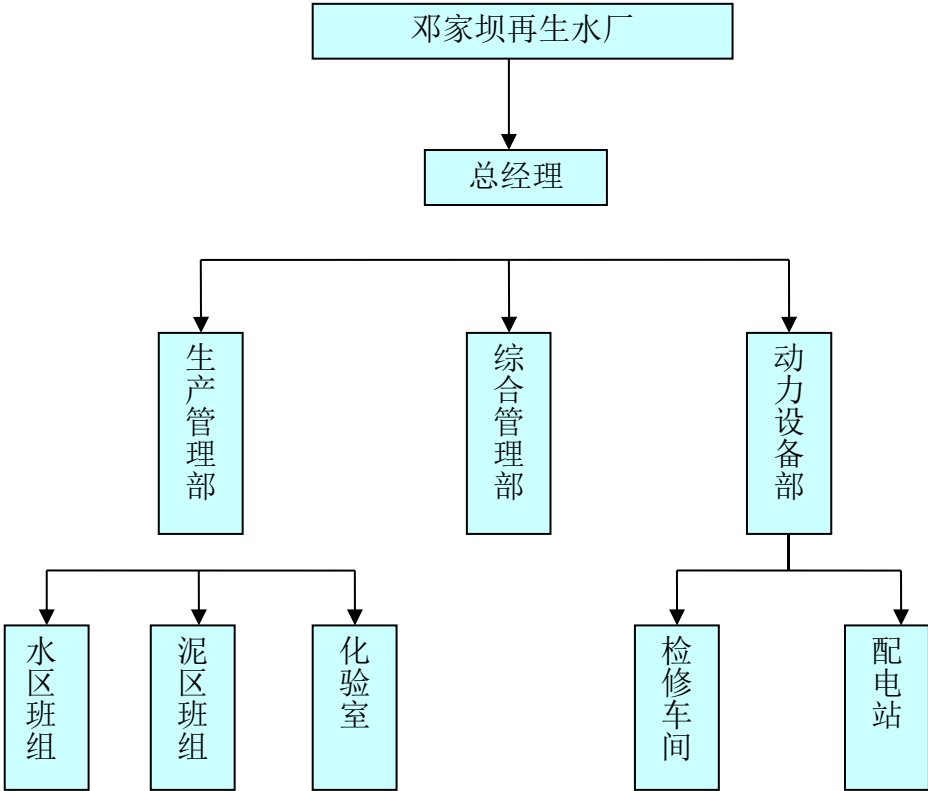 邓家坝再生水厂
总经理
生产管理部
综合管理部
动力设备部
水区班组
泥区班组
化验室
检修车间
配电站